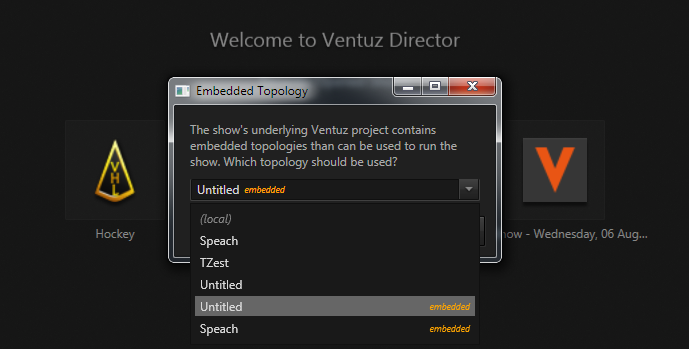 Welcome to Ventuz Director
Embedded Topology
The show's underlying Ventuz project contains
embedded topologies than can be used to run the
show. Which topology should be used?
Untitled embedded
(local)
Speach
TZest
Untitled
Untitled embedded
Speach embedded
VHL
Hockey
V
how - Wednesday, 06 Aug...